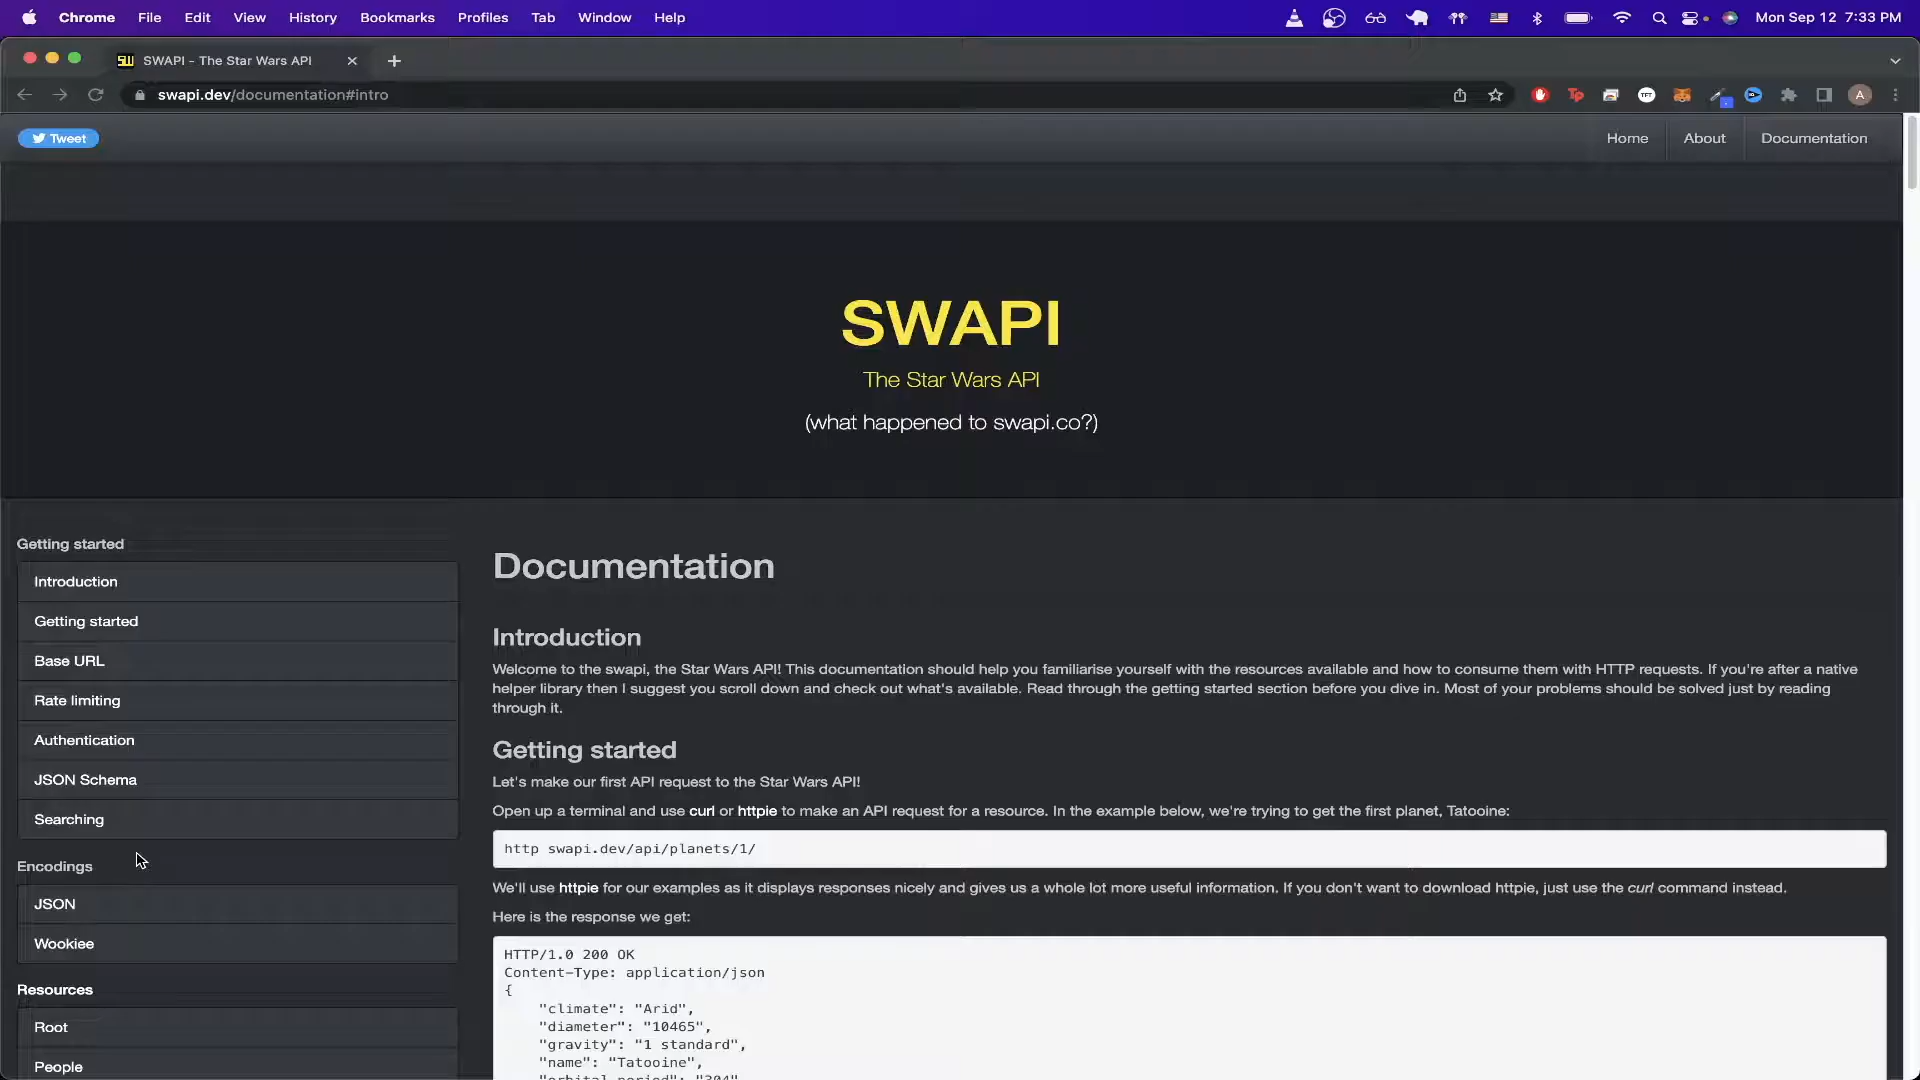 Chrome File Edit View History Bookmarks Profiles Tab Window Help Mon Sep 12 7:33 PM
SWAPI - The Star Wars API
swapi.dev/documentation#intro
Tweet
Home About Documentation
SWAPI
The Star Wars API
(what happened to swapi.co?)
Getting started
Introduction
Getting started
Base URL
Rate limiting
Authentication
JSON Schema
Searching
Encodings
JSON
Wookiee
Resources
Root
People
Documentation
Introduction
Welcome to the swapi, the Star Wars API! This documentation should help you familiarise yourself with the resources available and how to consume them with HTTP requests. If you're after a native
helper library then I suggest you scroll down and check out what's available. Read through the getting started section before you dive in. Most of your problems should be solved just by reading
through it.
Getting started
Let's make our first API request to the Star Wars API!
Open up a terminal and use curl or httpie to make an API request for a resource. In the example below, we're trying to get the first planet, Tatooine:
http swapi.dev/api/planets/1/
We'll use httpie for our examples as it displays responses nicely and gives us a whole lot more useful information. If you don't want to download httpie, just use the curl command instead.
Here is the response we get:
HTTP/1.0 200 OK
Content-Type: application/json
{
"climate": "Arid",
"diameter": "10465",
"gravity": "1 standard",
"name": "Tatooine",